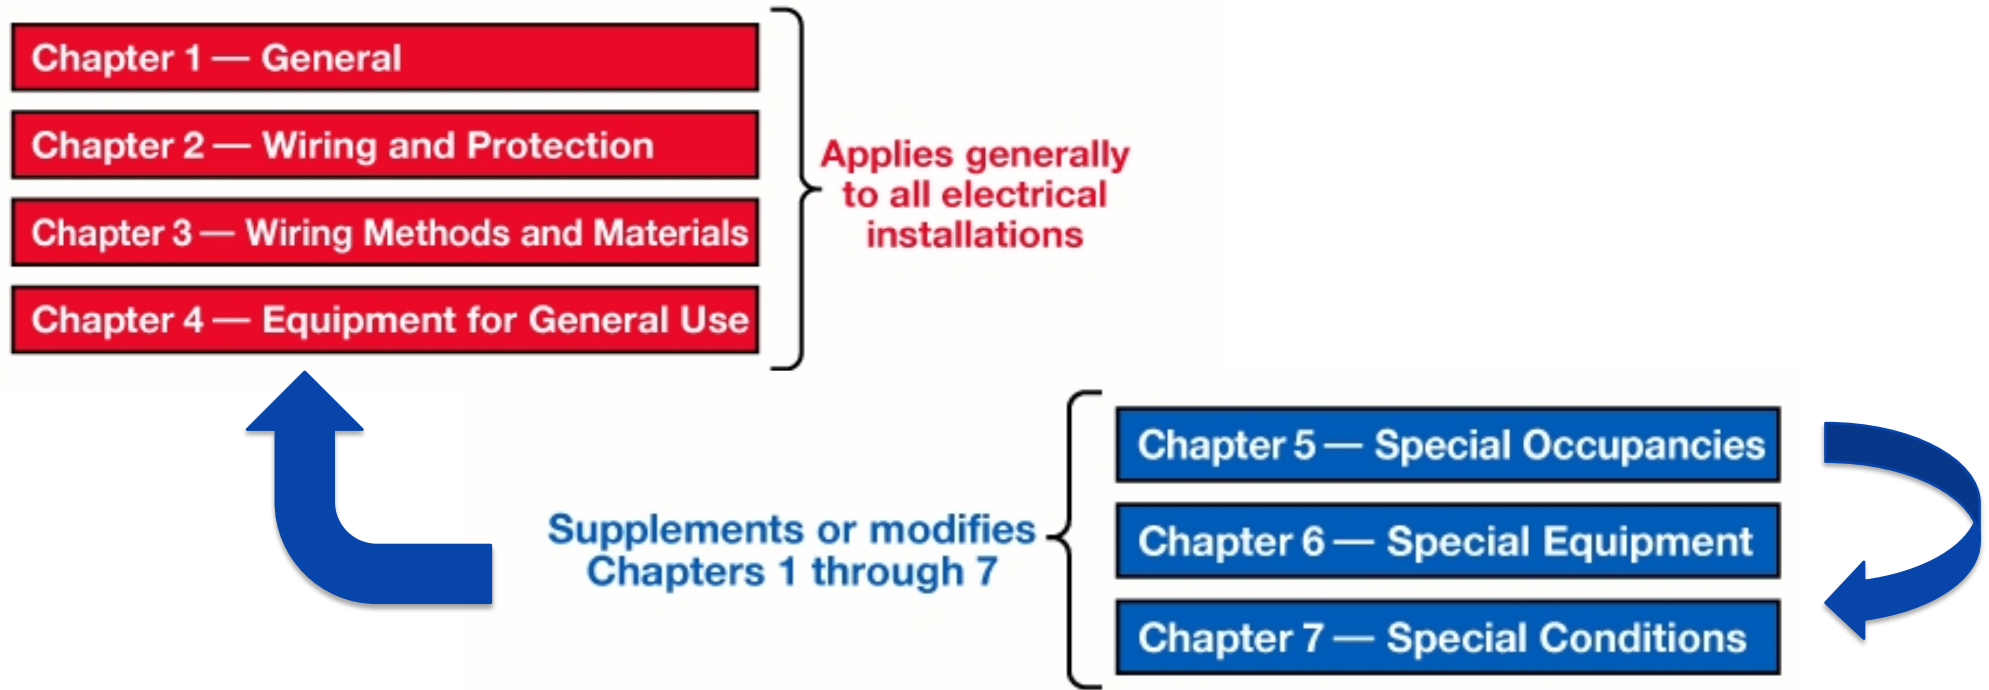 Chapter 1 — General
Chapter 2 — Wiring and Protection
Chapter 3 — Wiring Methods and Materials
Chapter 4 — Equipment for General Use
Applies generally
to all electrical
installations
Supplements or modifies
Chapters 1 through 7
Chapter 5 — Special Occupancies
Chapter 6 — Special Equipment
Chapter 7 — Special Conditions